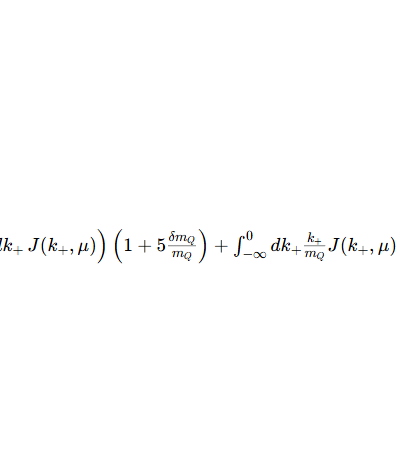 dk₊ J(k₊, μ)) (1 + 5 δm_Q/m_Q) + ∫_{−∞}^{0} dk₊ k₊/m_Q J(k₊, μ)